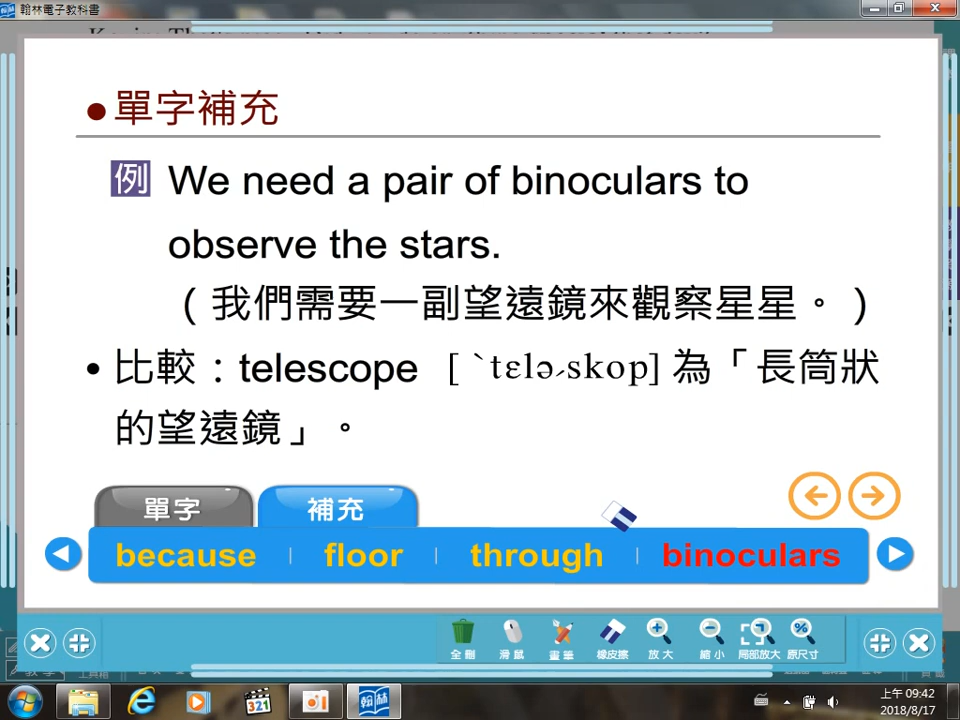 翰林電子教科書
●單字補充
例 We need a pair of binoculars to
observe the stars.
（我們需要一副望遠鏡來觀察星星。）
•比較：telescope [ˋtɛləˏskop] 為「長筒狀
的望遠鏡」。
單字 補充
because floor through binoculars
全刪 滑鼠 畫筆 橡皮擦 放大 縮小 局部放大 原尺寸
321
翰林
上午 09:42
2018/8/17